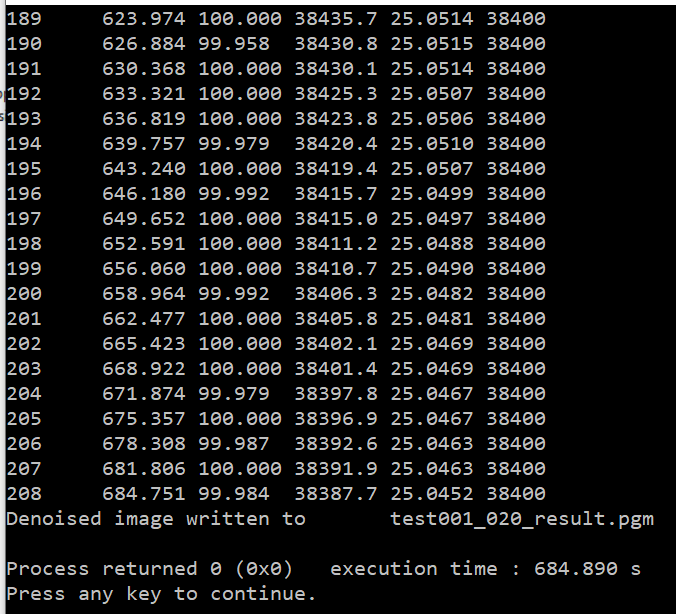 189 623.974 100.000 38435.7 25.0514 38400
190 626.884 99.958 38430.8 25.0515 38400
191 630.368 100.000 38430.1 25.0514 38400
192 633.321 100.000 38425.3 25.0507 38400
193 636.819 100.000 38423.8 25.0506 38400
194 639.757 99.979 38420.4 25.0510 38400
195 643.240 100.000 38419.4 25.0507 38400
196 646.180 99.992 38415.7 25.0499 38400
197 649.652 100.000 38415.0 25.0497 38400
198 652.591 100.000 38411.2 25.0488 38400
199 656.060 100.000 38410.7 25.0490 38400
200 658.964 99.992 38406.3 25.0482 38400
201 662.477 100.000 38405.8 25.0481 38400
202 665.423 100.000 38402.1 25.0469 38400
203 668.922 100.000 38401.4 25.0469 38400
204 671.874 99.979 38397.8 25.0467 38400
205 675.357 100.000 38396.9 25.0467 38400
206 678.308 99.987 38392.6 25.0463 38400
207 681.806 100.000 38391.9 25.0463 38400
208 684.751 99.984 38387.7 25.0452 38400
Denoised image written to test001_020_result.pgm
Process returned 0 (0x0) execution time : 684.890 s
Press any key to continue.